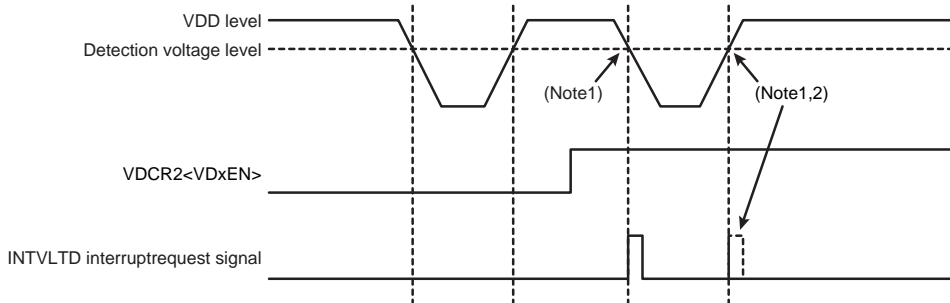 VDD level
Detection voltage level
(Note1)
(Note1,2)
VDCR2<VDxEN>
INTVLTD interruptrequest signal